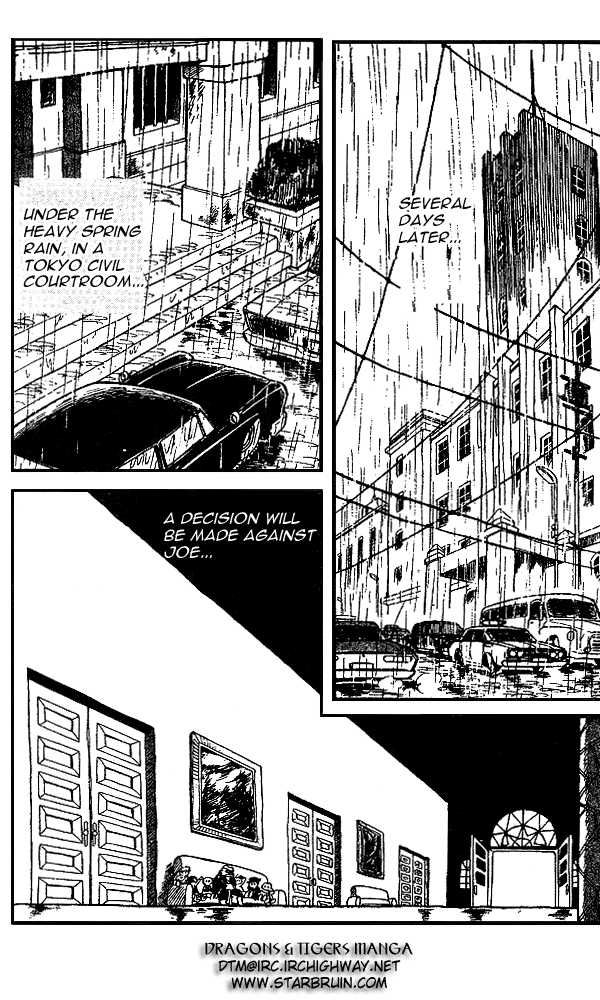 SEVERAL
DAYS
LATER...
UNDER THE
HEAVY SPRING
RAIN, IN A
TOKYO CIVIL
COURTROOM...
A DECISION WILL
BE MADE AGAINST
JOE...
DRAGONS & TIGERS MANGA
DTM@IRC.IRCHIGHWAY.NET
WWW.STARBRUIN.COM